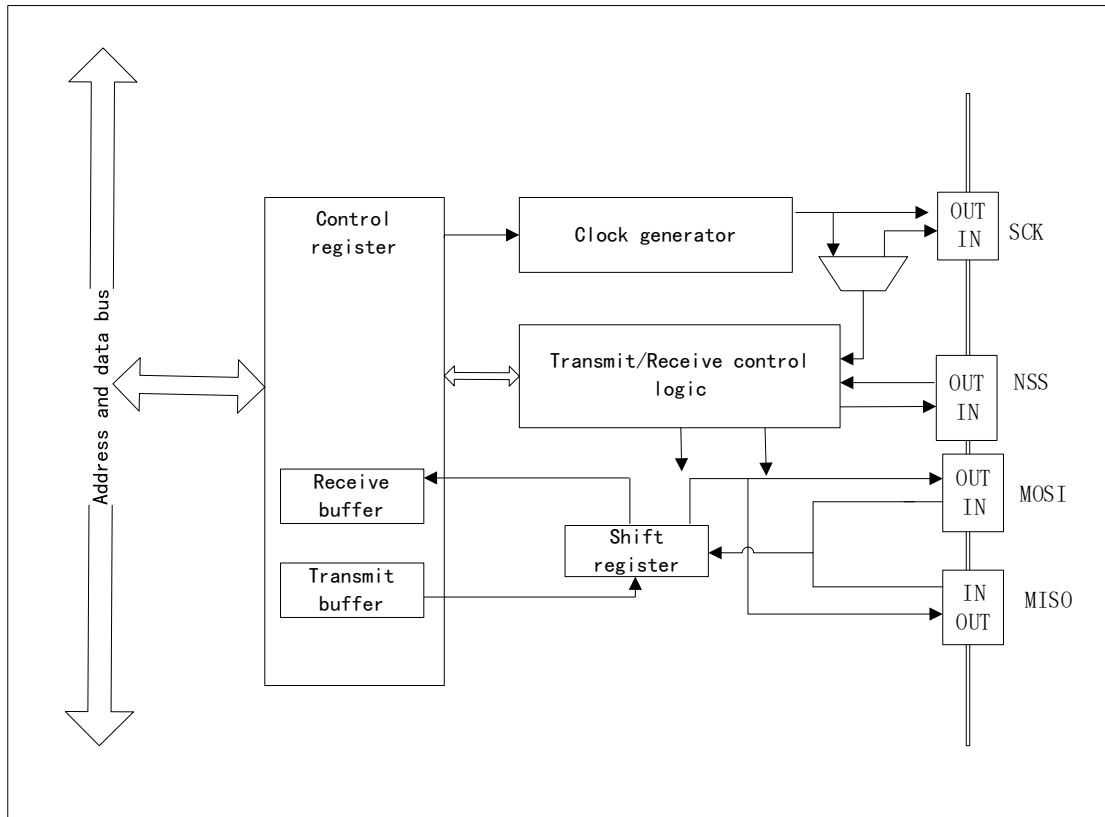 Address and data bus
Control
register
Clock generator
OUT
IN
SCK
Transmit/Receive control
logic
OUT
IN
NSS
Receive
buffer
OUT
IN
MOSI
Shift
register
Transmit
buffer
IN
OUT
MISO